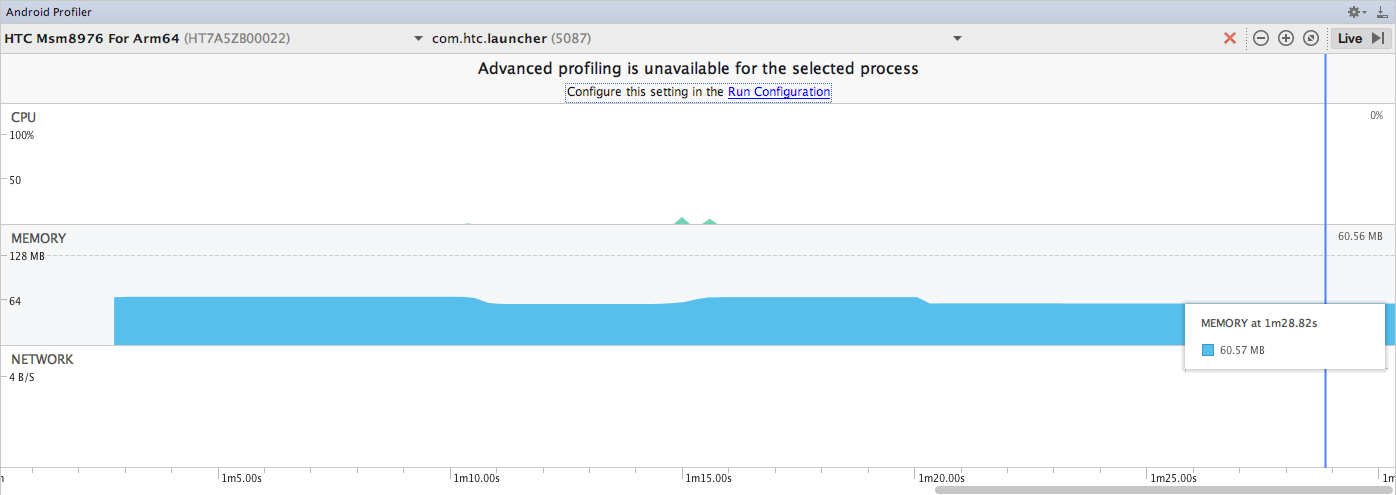 Android Profiler
HTC Msm8976 For Arm64 (HT7A5ZB00022) com.htc.launcher (5087) Live
Advanced profiling is unavailable for the selected process
Configure this setting in the Run Configuration
CPU 0%
100%
50
MEMORY 60.56 MB
128 MB
64
MEMORY at 1m28.82s
60.57 MB
NETWORK
4 B/S
1m5.00s 1m10.00s 1m15.00s 1m20.00s 1m25.00s